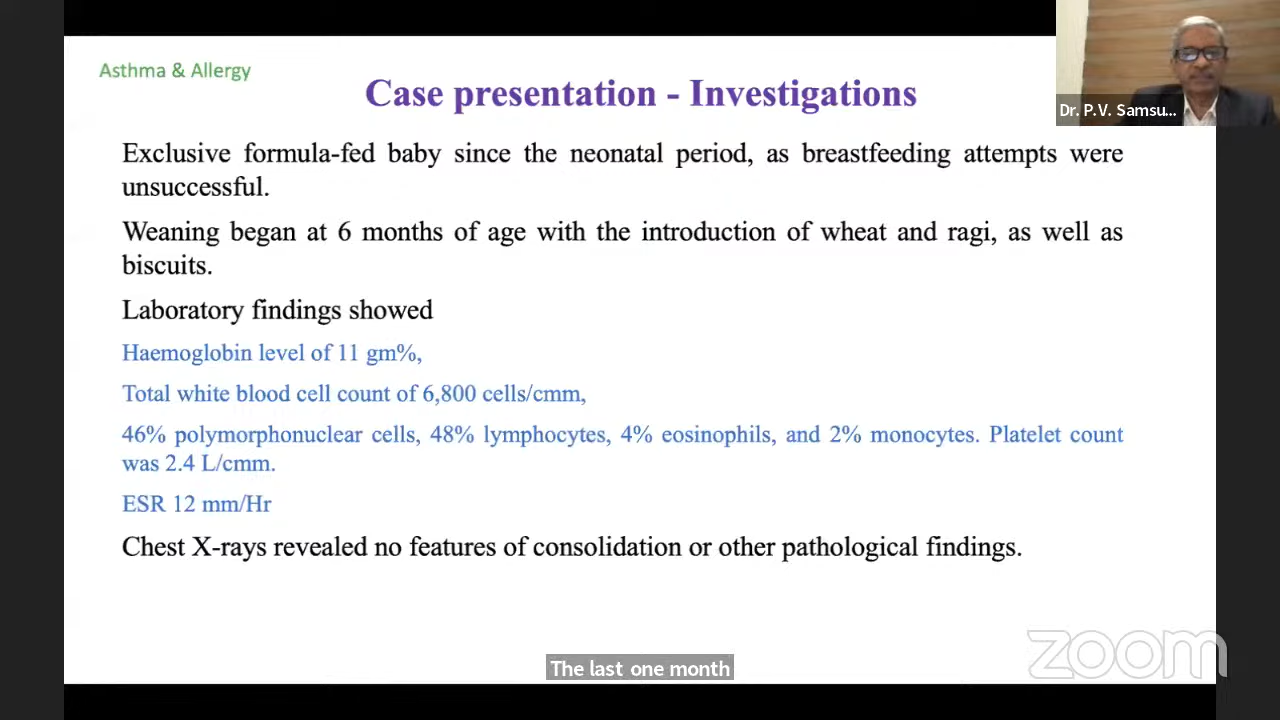 Asthma & Allergy
Case presentation - Investigations
Dr. P.V. Samsu...
Exclusive formula-fed baby since the neonatal period, as breastfeeding attempts were
unsuccessful.
Weaning began at 6 months of age with the introduction of wheat and ragi, as well as
biscuits.
Laboratory findings showed
Haemoglobin level of 11 gm%,
Total white blood cell count of 6,800 cells/cmm,
46% polymorphonuclear cells, 48% lymphocytes, 4% eosinophils, and 2% monocytes. Platelet count
was 2.4 L/cmm.
ESR 12 mm/Hr
Chest X-rays revealed no features of consolidation or other pathological findings.
zoom
The last one month